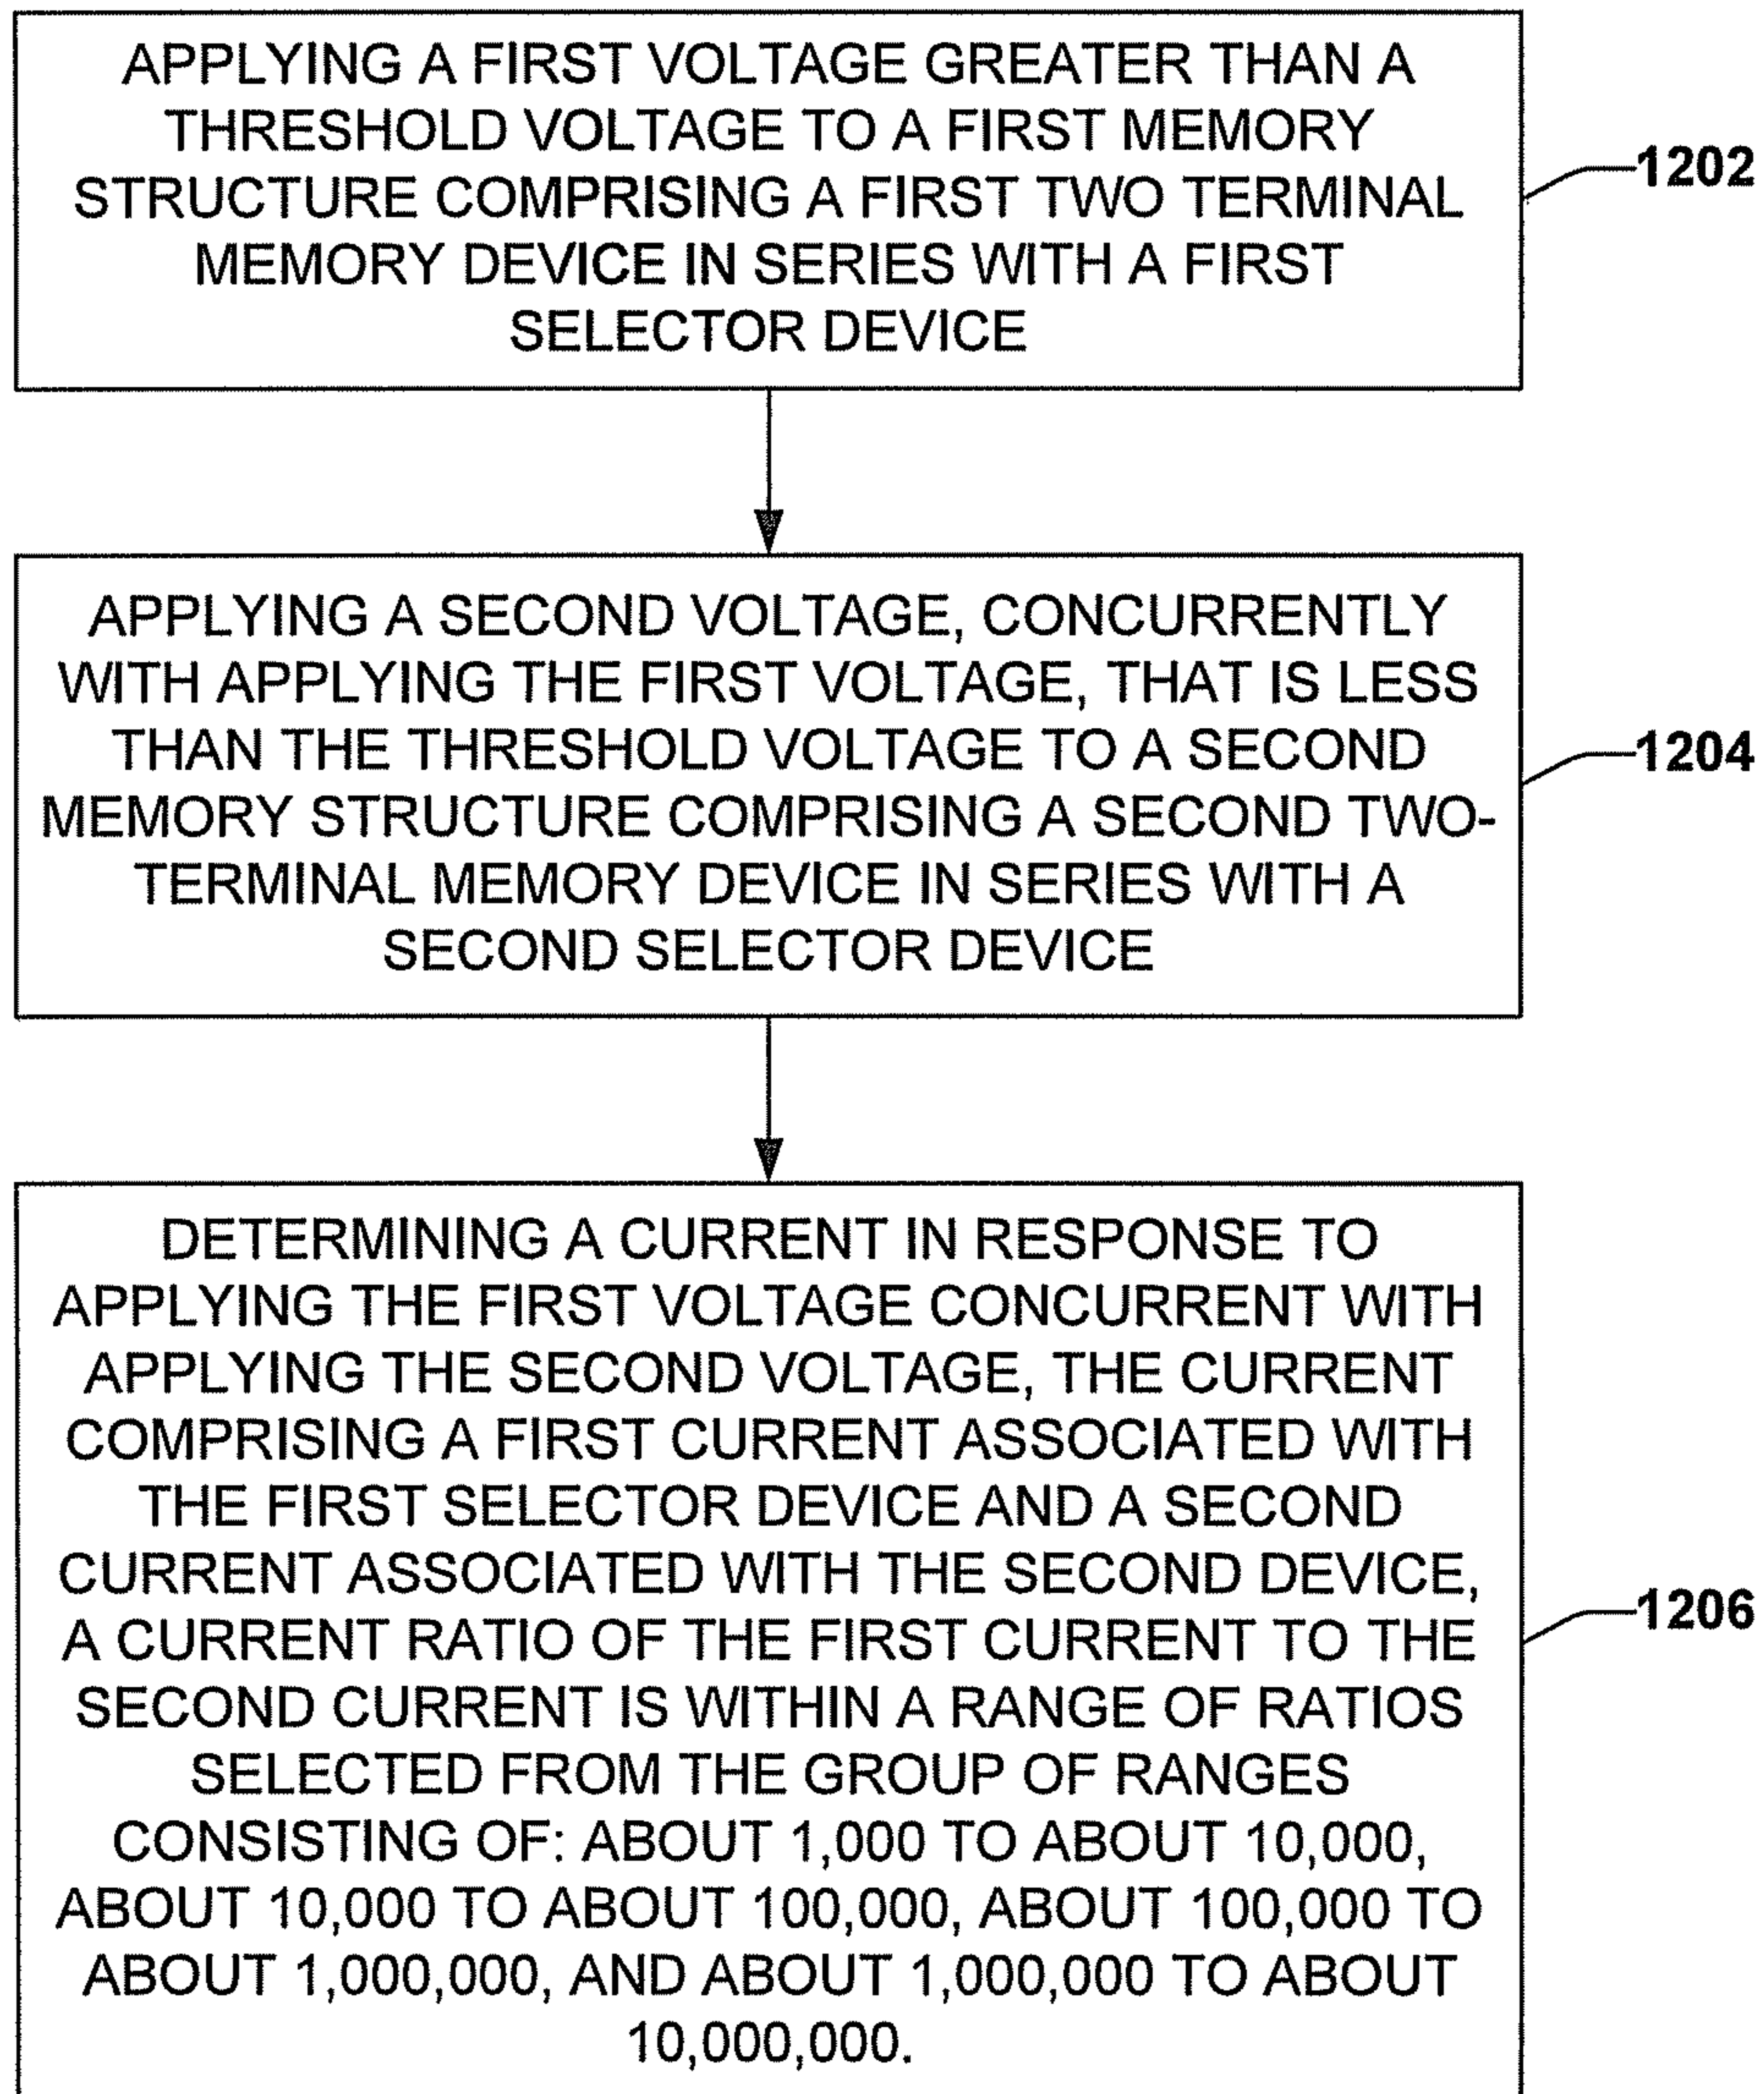 APPLYING A FIRST VOLTAGE GREATER THAN A
THRESHOLD VOLTAGE TO A FIRST MEMORY
STRUCTURE COMPRISING A FIRST TWO TERMINAL
MEMORY DEVICE IN SERIES WITH A FIRST
SELECTOR DEVICE
1202
APPLYING A SECOND VOLTAGE, CONCURRENTLY
WITH APPLYING THE FIRST VOLTAGE, THAT IS LESS
THAN THE THRESHOLD VOLTAGE TO A SECOND
MEMORY STRUCTURE COMPRISING A SECOND TWO-
TERMINAL MEMORY DEVICE IN SERIES WITH A
SECOND SELECTOR DEVICE
1204
DETERMINING A CURRENT IN RESPONSE TO
APPLYING THE FIRST VOLTAGE CONCURRENT WITH
APPLYING THE SECOND VOLTAGE, THE CURRENT
COMPRISING A FIRST CURRENT ASSOCIATED WITH
THE FIRST SELECTOR DEVICE AND A SECOND
CURRENT ASSOCIATED WITH THE SECOND DEVICE,
A CURRENT RATIO OF THE FIRST CURRENT TO THE
SECOND CURRENT IS WITHIN A RANGE OF RATIOS
SELECTED FROM THE GROUP OF RANGES
CONSISTING OF: ABOUT 1,000 TO ABOUT 10,000,
ABOUT 10,000 TO ABOUT 100,000, ABOUT 100,000 TO
ABOUT 1,000,000, AND ABOUT 1,000,000 TO ABOUT
10,000,000.
1206